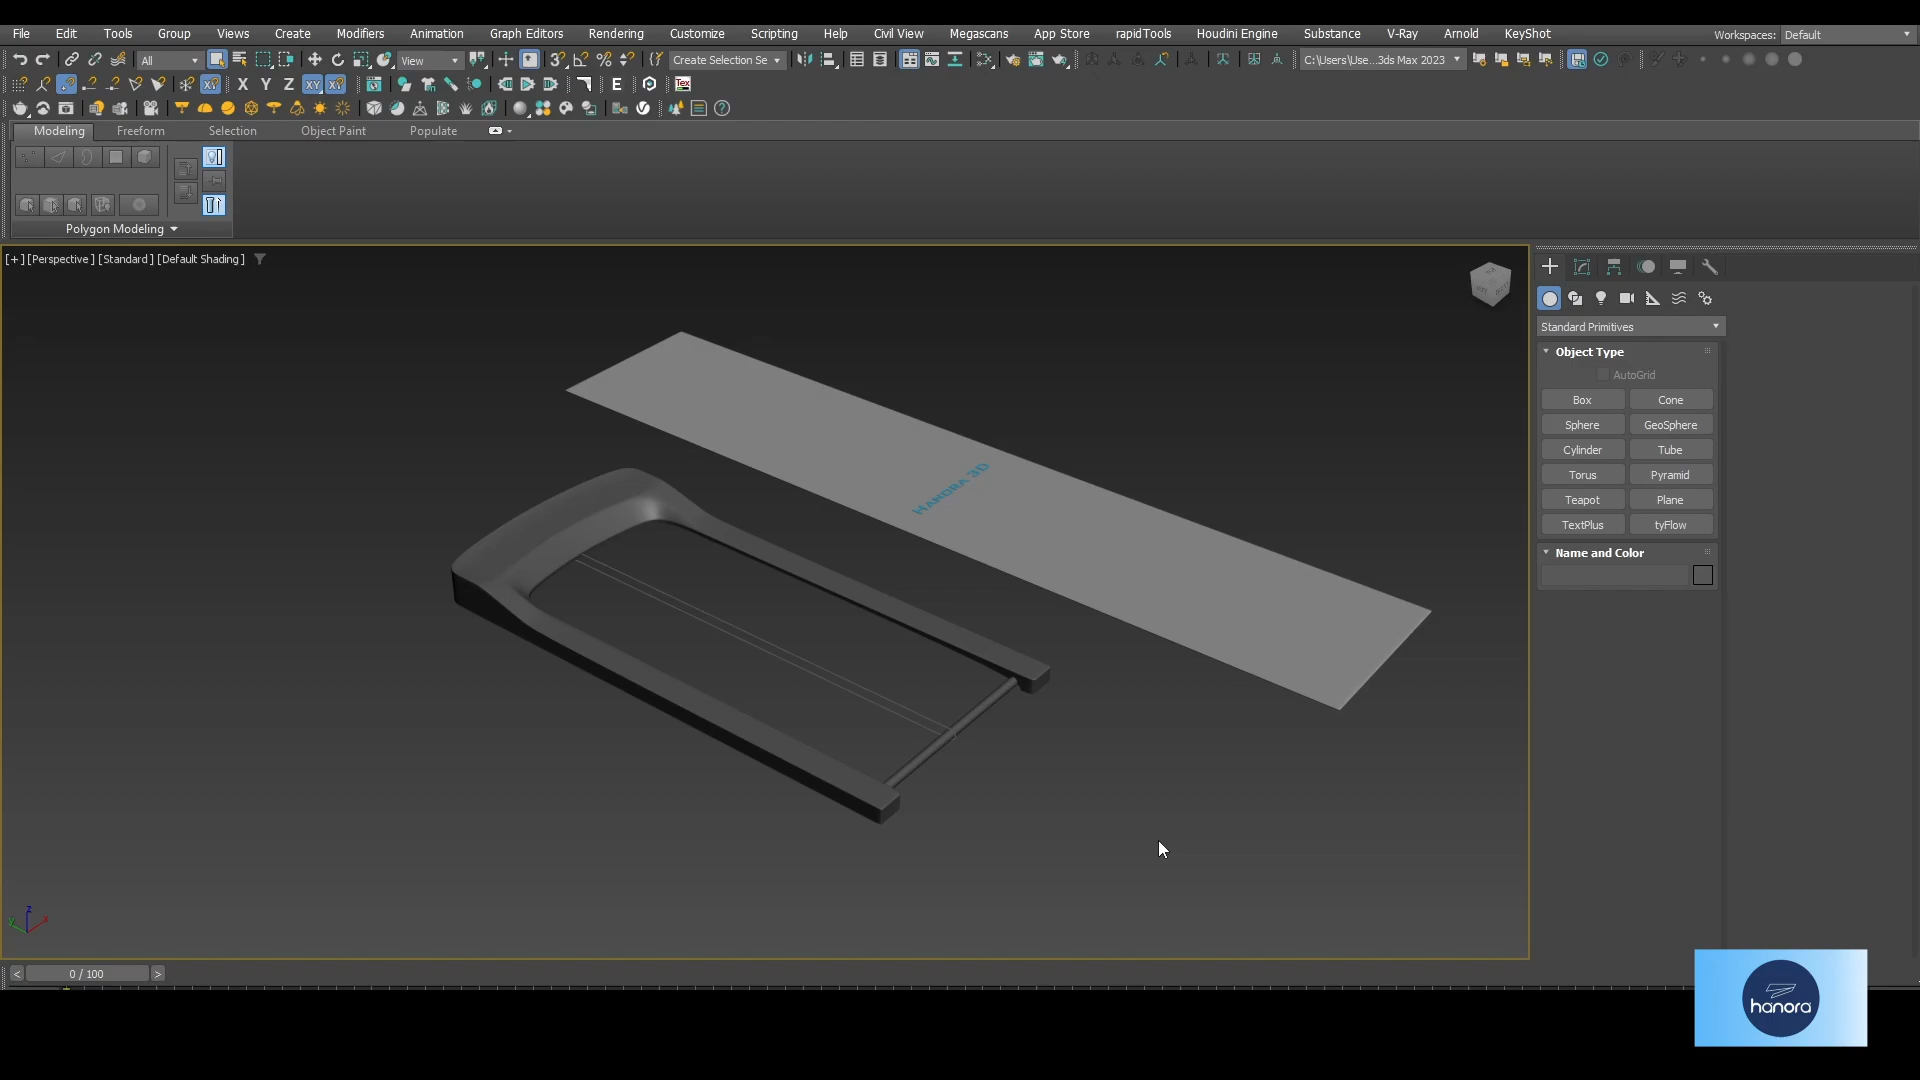 File Edit Tools Group Views Create Modifiers Animation Graph Editors Rendering Customize Scripting Help Civil View Megascans App Store rapidTools Houdini Engine Substance V-Ray Arnold KeyShot Workspaces: Default
All View Create Selection Se C:\Users\Use...3ds Max 2023
X Y Z XY XY E Tex
Modeling Freeform Selection Object Paint Populate
Polygon Modeling
[+] [Perspective] [Standard] [Default Shading]
Standard Primitives
Object Type
AutoGrid
Box Cone
Sphere GeoSphere
Cylinder Tube
Torus Pyramid
Teapot Plane
TextPlus tyFlow
Name and Color
HANORA 3D
z
y x
< 0 / 100 >
hanora